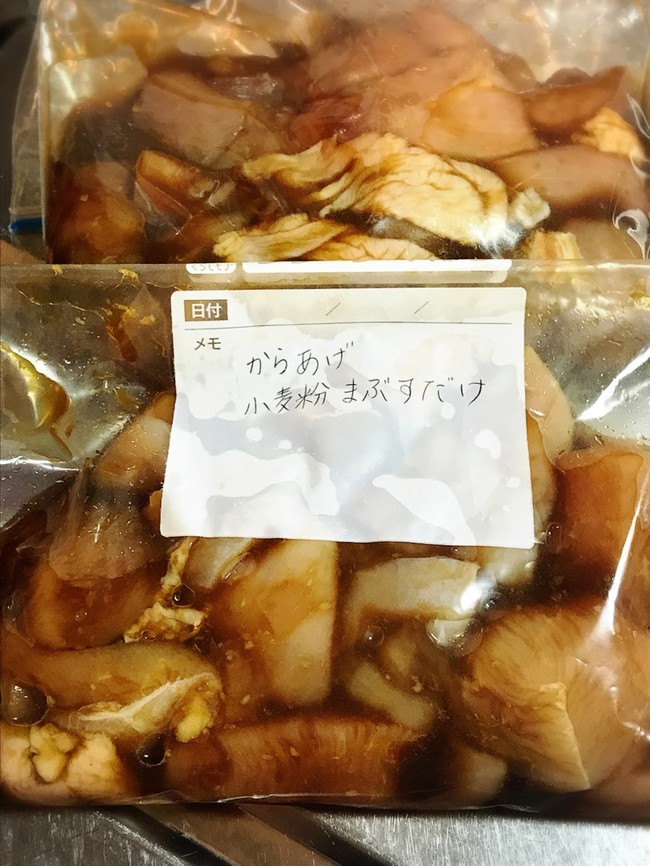 日付 / /
メモ
からあげ
小麦粉まぶすだけ